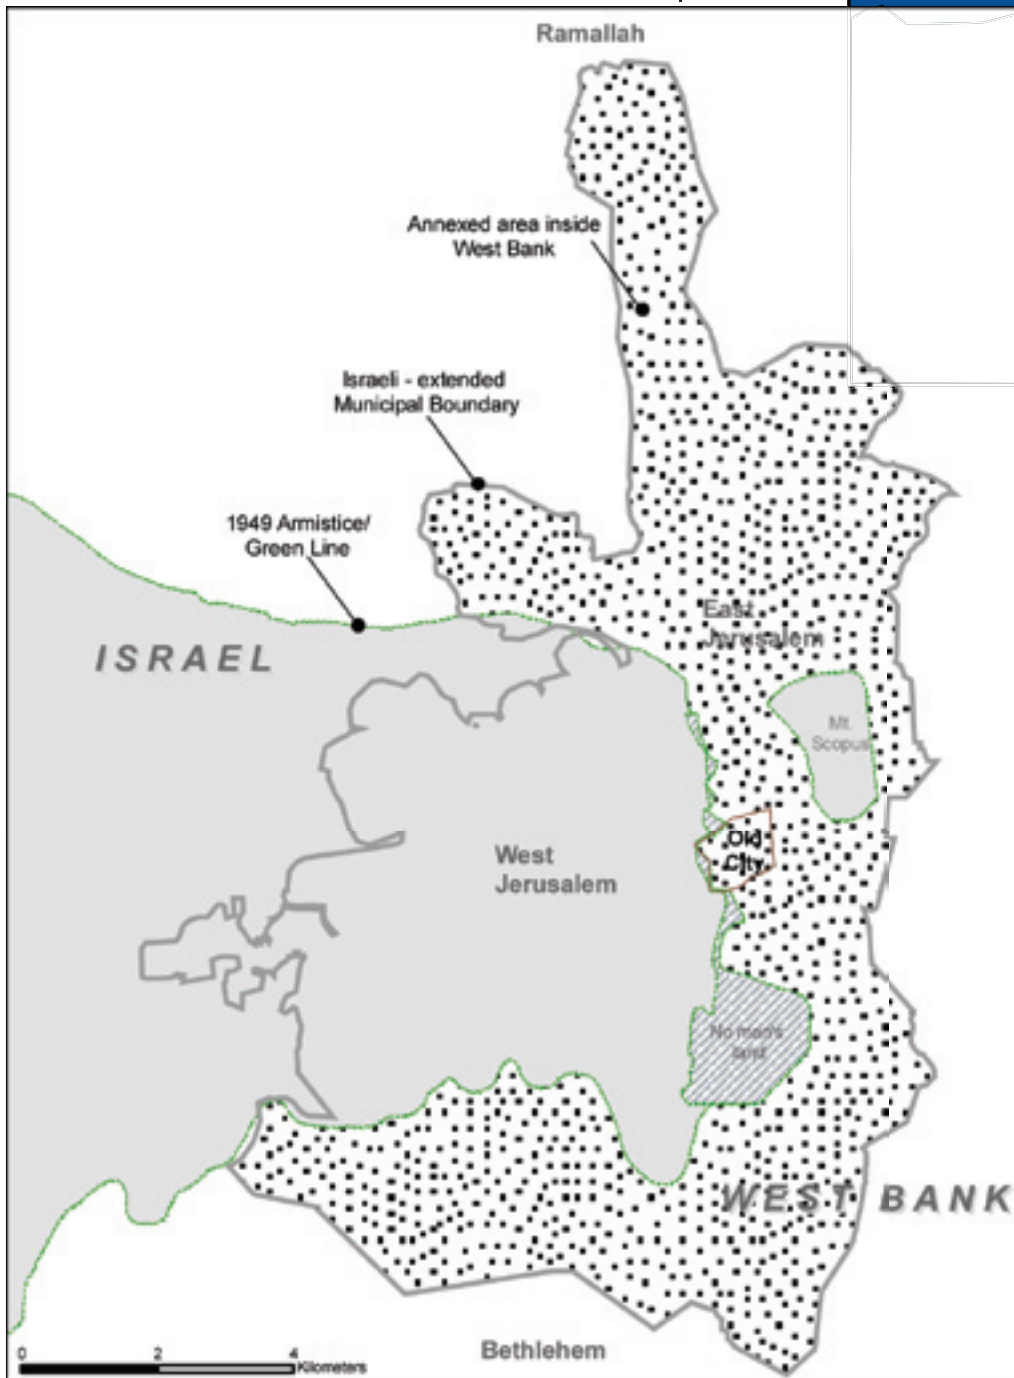 Ramallah
Annexed area inside
West Bank
Israeli - extended
Municipal Boundary
1949 Armistice/
Green Line
East
Jerusalem
ISRAEL
Mt.
Scopus
Old
City
West
Jerusalem
No man's
land
WEST BANK
Bethlehem
0 2 4
Kilometers